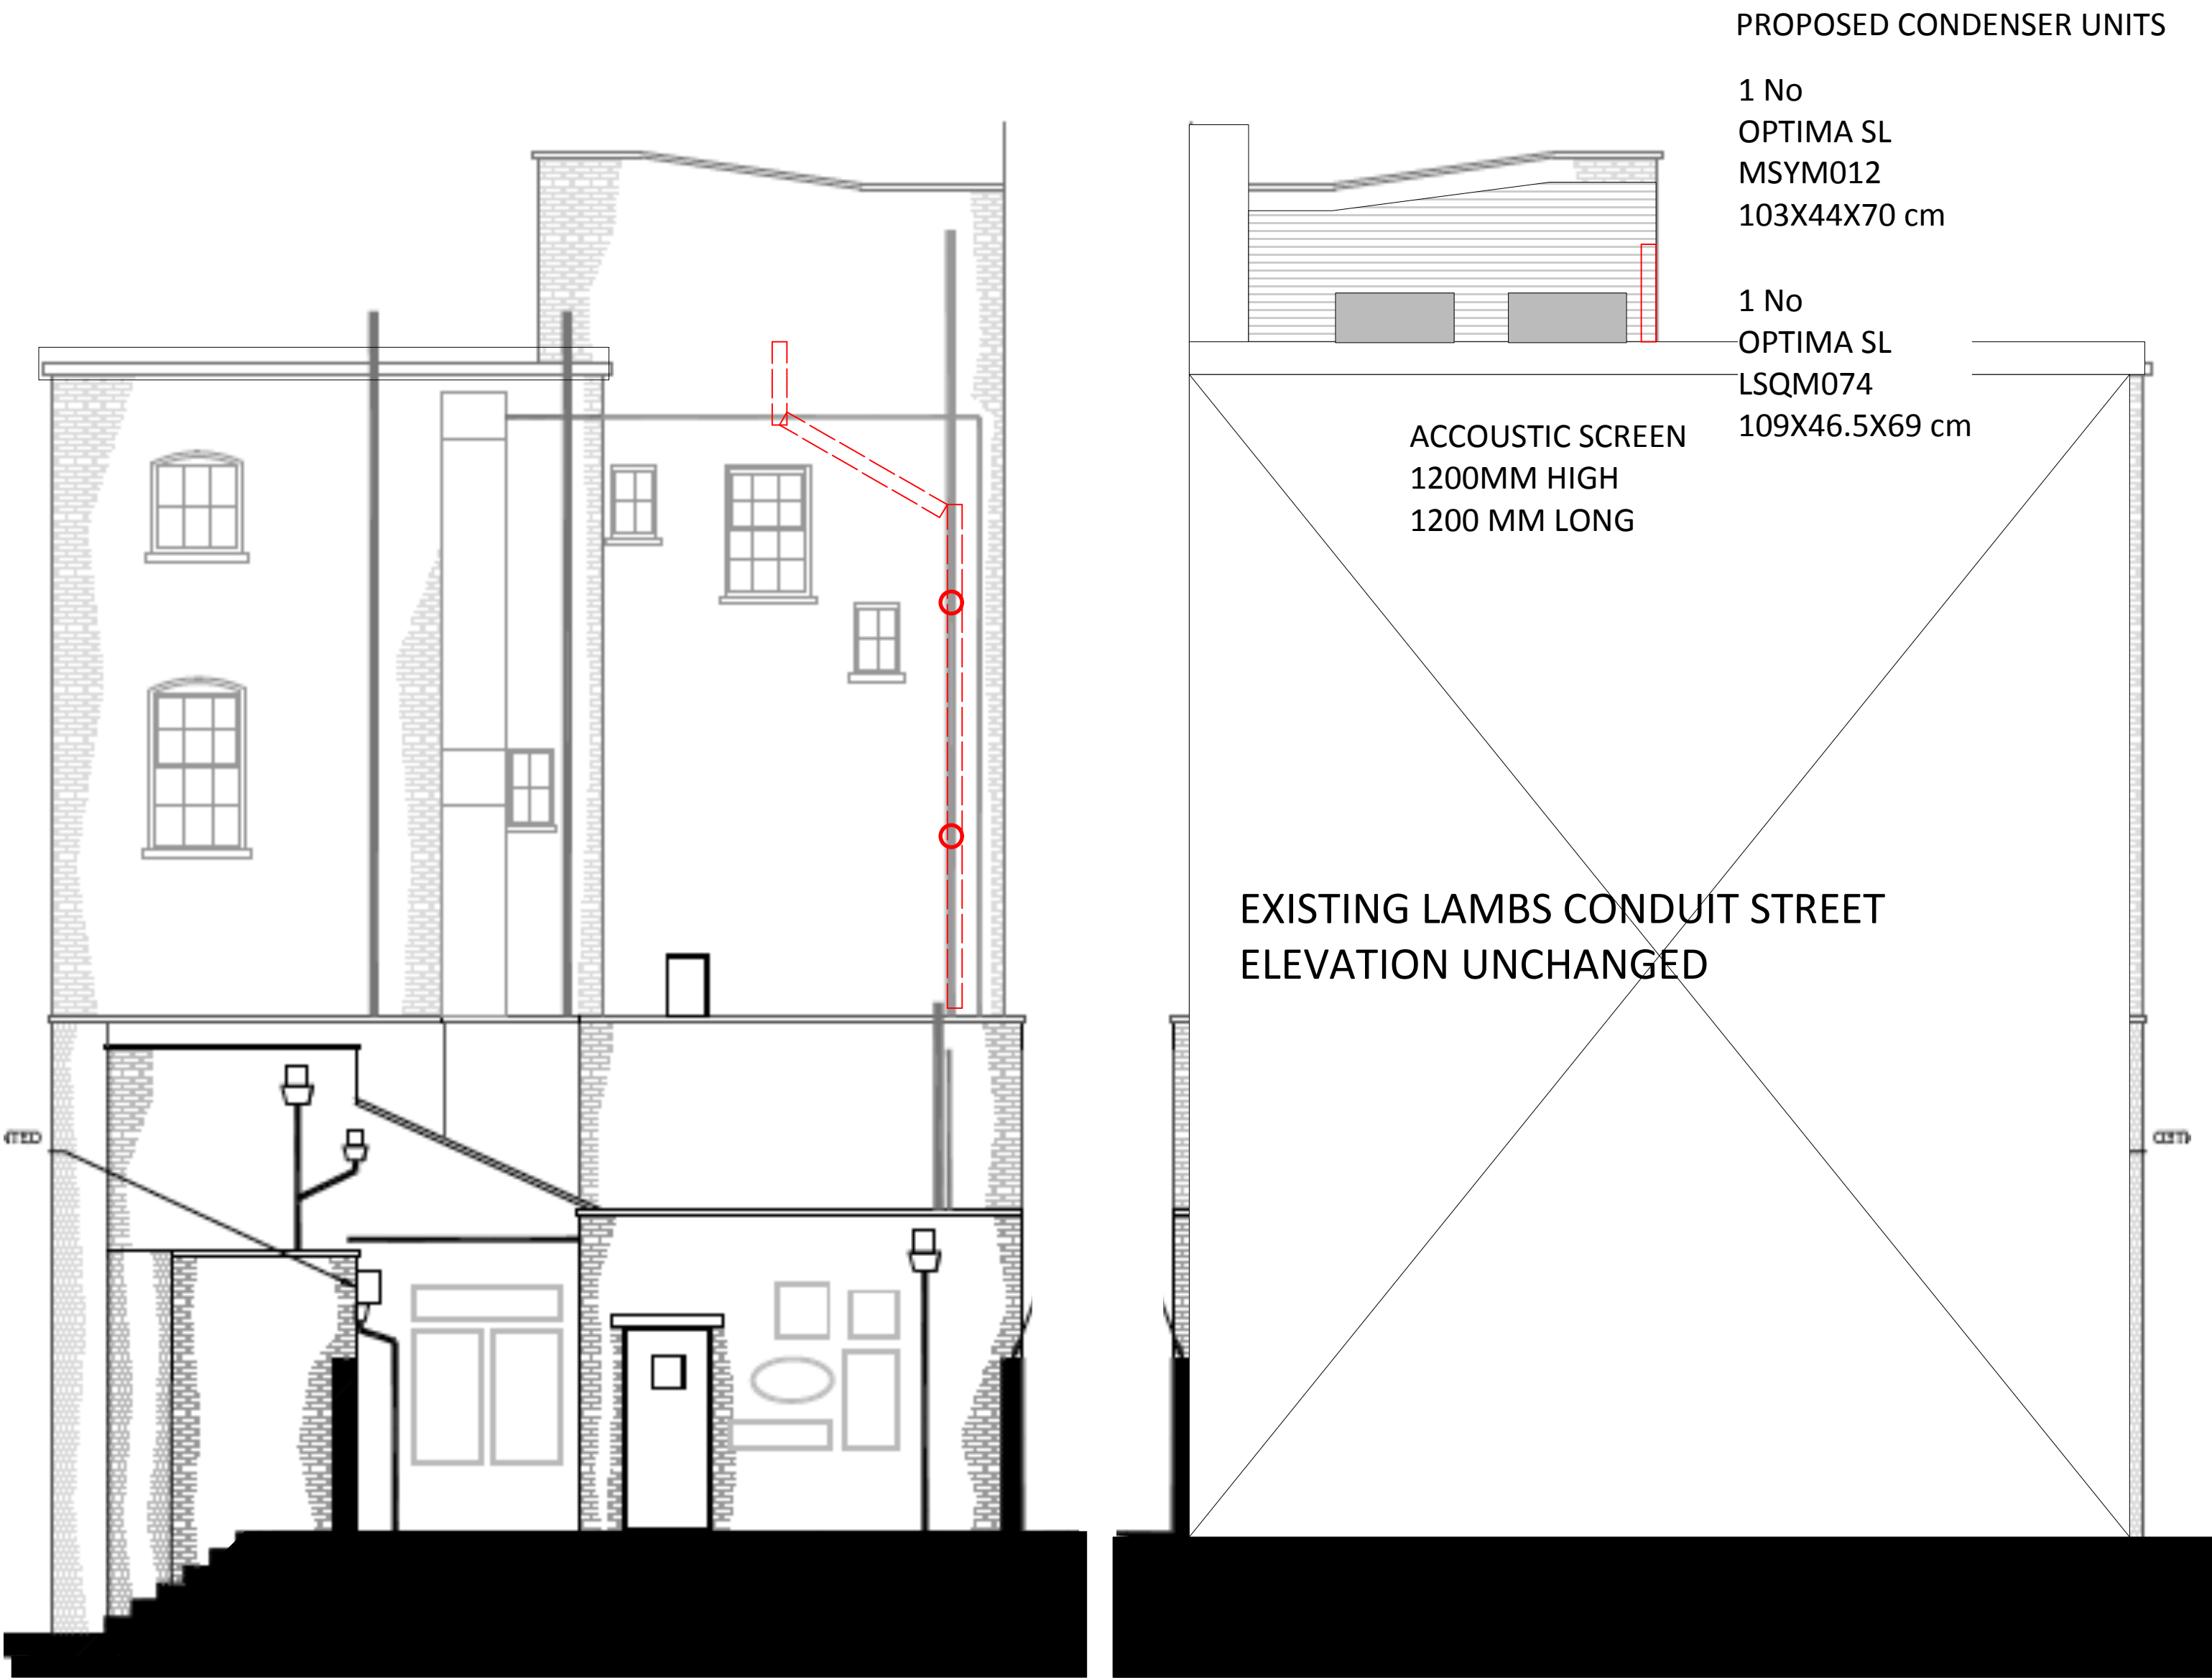 PROPOSED CONDENSER UNITS
1 No
OPTIMA SL
MSYM012
103X44X70 cm
1 No
OPTIMA SL
LSQM074
109X46.5X69 cm
ACCOUSTIC SCREEN
1200MM HIGH
1200 MM LONG
EXISTING LAMBS CONDUIT STREET
ELEVATION UNCHANGED